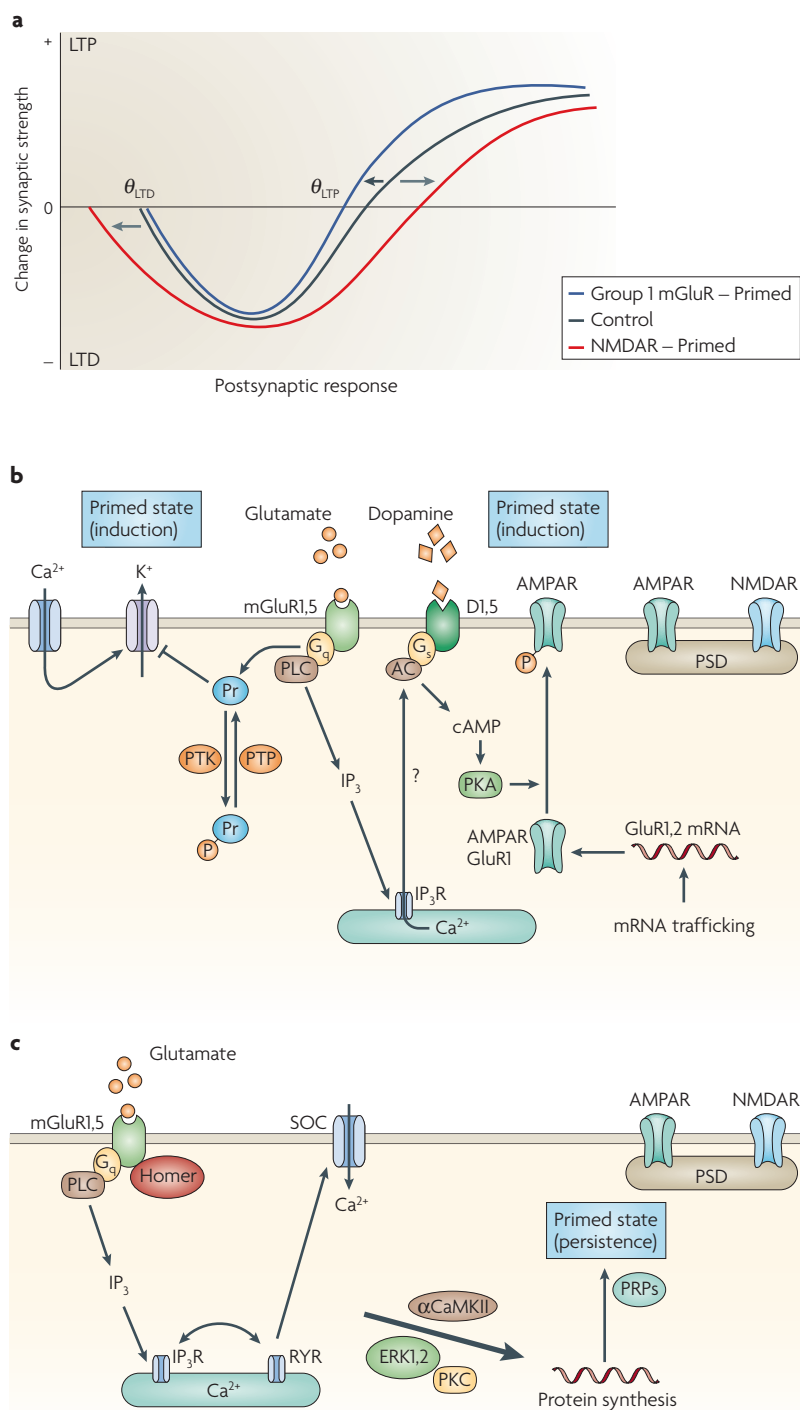 a
+
LTP
Change in synaptic strength
θLTD
θLTP
0
Group 1 mGluR – Primed
Control
NMDAR – Primed
–
LTD
Postsynaptic response
b
Primed state
(induction)
Glutamate
Dopamine
Primed state
(induction)
Ca2+
K+
mGluR1,5
D1,5
AMPAR
AMPAR
NMDAR
Gq
Gs
PLC
AC
P
PSD
Pr
cAMP
PTK
PTP
IP3
?
PKA
Pr
P
AMPAR
GluR1
GluR1,2 mRNA
IP3R
Ca2+
mRNA trafficking
c
Glutamate
mGluR1,5
SOC
AMPAR
NMDAR
Gq
PLC
Homer
PSD
Ca2+
Primed state
(persistence)
IP3
PRPs
αCaMKII
IP3R
RYR
ERK1,2
PKC
Ca2+
Protein synthesis